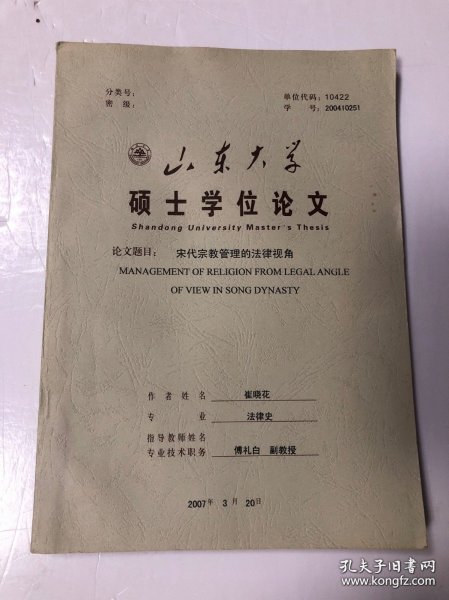 分类号：
密 级：
单位代码：10422
学 号：200410251
山东大学
硕士学位论文
Shandong University Master's Thesis
论文题目： 宋代宗教管理的法律视角
MANAGEMENT OF RELIGION FROM LEGAL ANGLE
OF VIEW IN SONG DYNASTY
作 者 姓 名 崔晓花
专 业 法律史
指导教师姓名
专业技术职务 傅礼白 副教授
2007年 3月 20日
孔夫子旧书网
www.kongfz.com